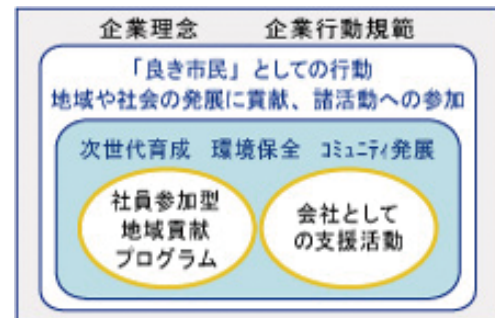 企業理念　企業行動規範
「良き市民」としての行動
地域や社会の発展に貢献、諸活動への参加
次世代育成　環境保全　ｺﾐｭﾆﾃｨ発展
社員参加型
地域貢献
プログラム
会社として
の支援活動